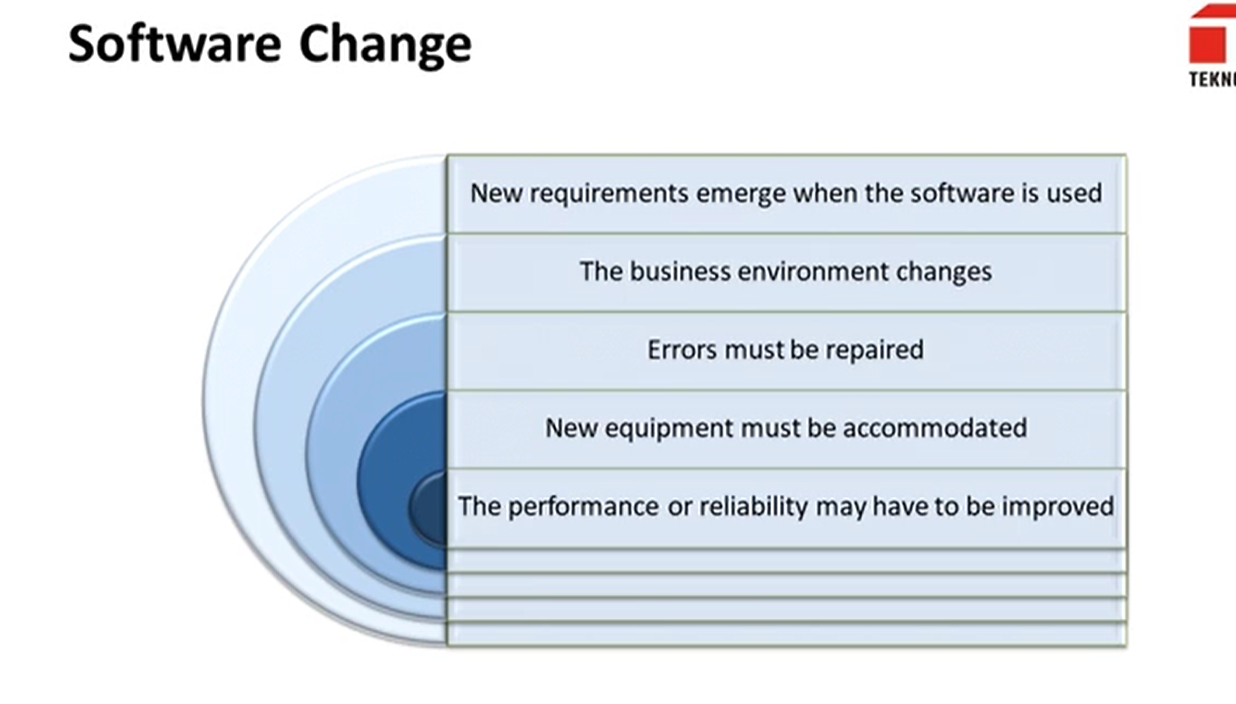 Software Change
TEKN
New requirements emerge when the software is used
The business environment changes
Errors must be repaired
New equipment must be accommodated
The performance or reliability may have to be improved